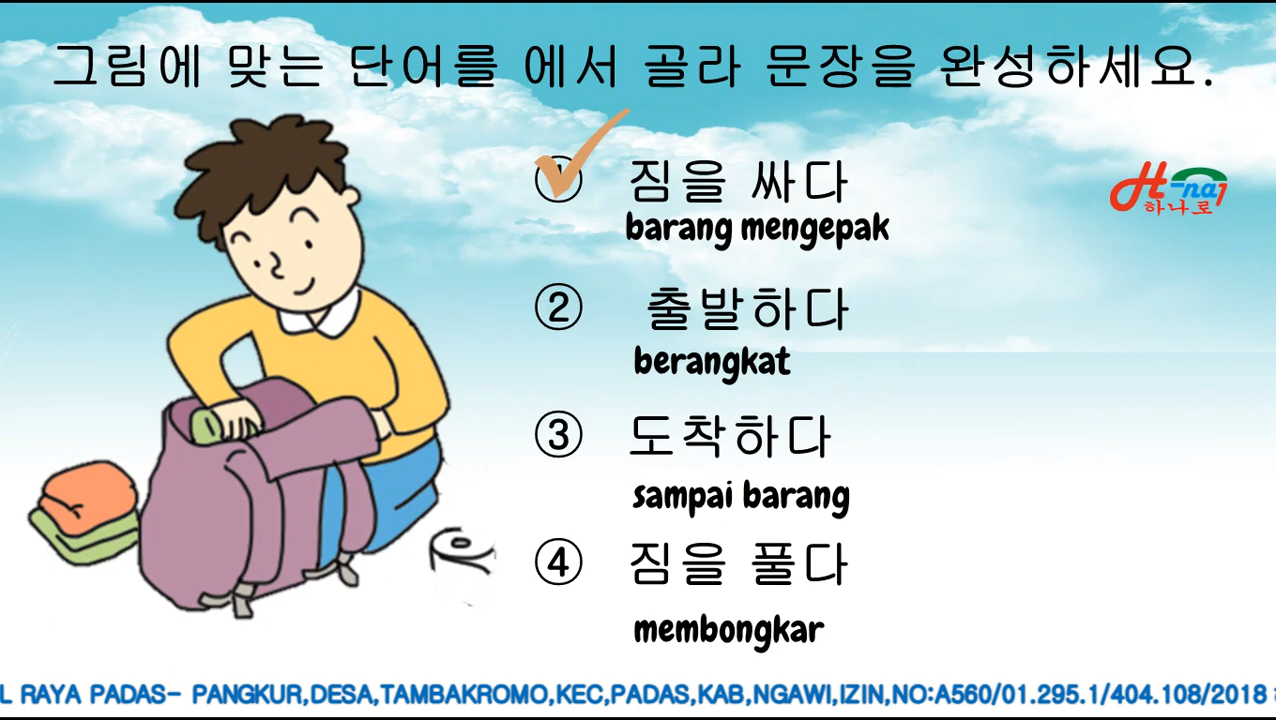 그림에 맞는 단어를 에서 골라 문장을 완성하세요.
① 짐을 싸다
barang mengepak
H-na1
하나로
② 출발하다
berangkat
③ 도착하다
sampai barang
④ 짐을 풀다
membongkar
L RAYA PADAS- PANGKUR,DESA,TAMBAKROMO,KEC,PADAS,KAB,NGAWI,IZIN,NO:A560/01.295.1/404.108/2018